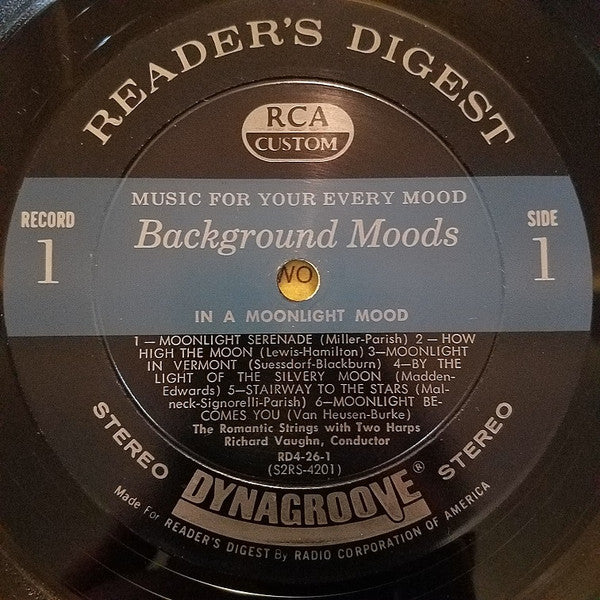 READER'S DIGEST
RCA
CUSTOM
MUSIC FOR YOUR EVERY MOOD
RECORD
1
Background Moods
SIDE
1
WO
IN A MOONLIGHT MOOD
1 — MOONLIGHT SERENADE (Miller-Parish) 2 — HOW
HIGH THE MOON (Lewis-Hamilton) 3—MOONLIGHT
IN VERMONT (Suessdorf-Blackburn) 4—BY THE
LIGHT OF THE SILVERY MOON (Madden-
Edwards) 5—STAIRWAY TO THE STARS (Mal-
neck-Signorelli-Parish) 6—MOONLIGHT BE-
COMES YOU (Van Heusen-Burke)
The Romantic Strings with Two Harps
Richard Vaughn, Conductor
RD4-26-1
(S2RS-4201)
STEREO
DYNAGROOVE®
STEREO
Made For READER'S DIGEST By RADIO CORPORATION OF AMERICA